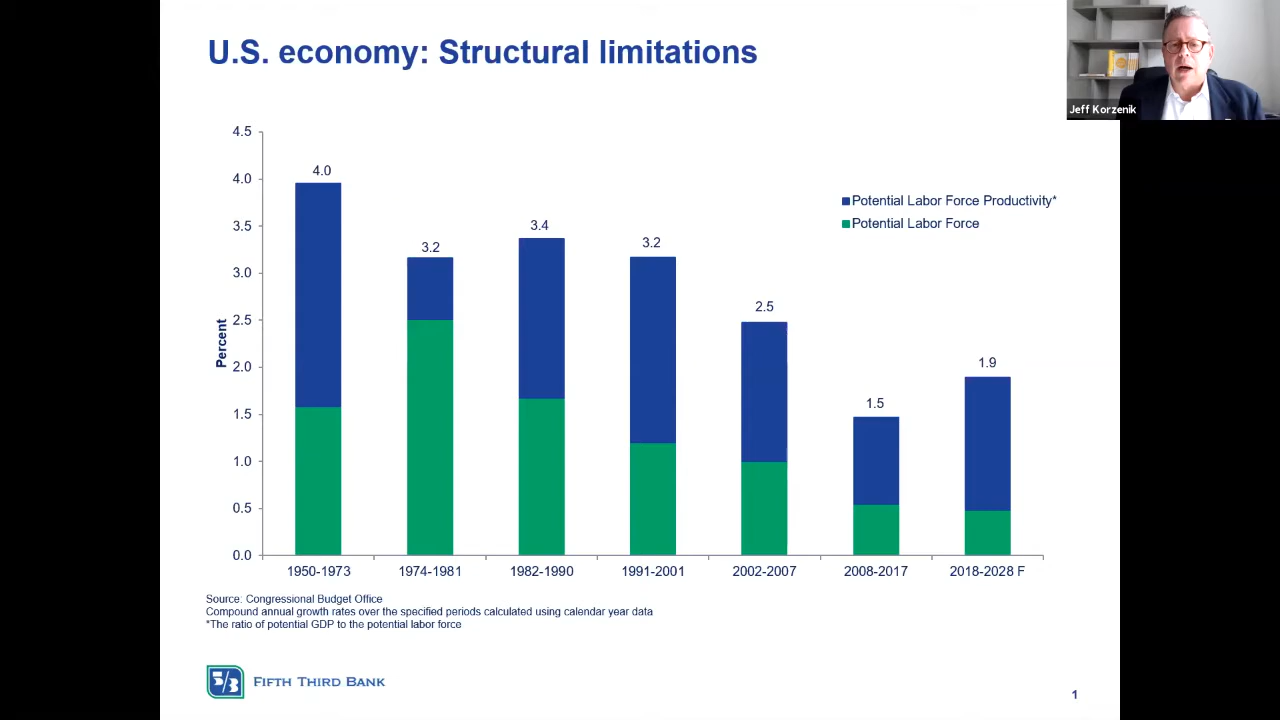 U.S. economy: Structural limitations
Jeff Korzenik
4.5
4.0
3.5
3.0
2.5
2.0
1.5
1.0
0.5
0.0
Percent
4.0
3.2
3.4
3.2
2.5
1.5
1.9
Potential Labor Force Productivity*
Potential Labor Force
1950-1973
1974-1981
1982-1990
1991-2001
2002-2007
2008-2017
2018-2028 F
Source: Congressional Budget Office
Compound annual growth rates over the specified periods calculated using calendar year data
*The ratio of potential GDP to the potential labor force
5/3 FIFTH THIRD BANK
1